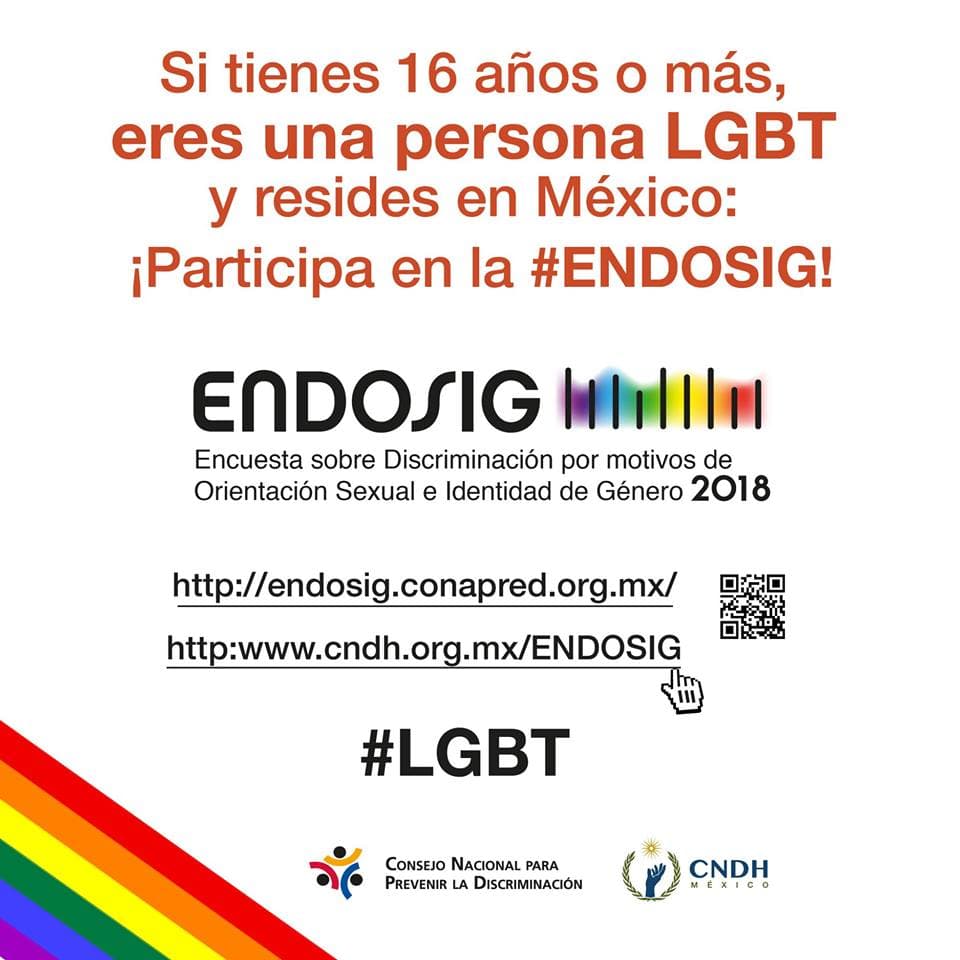 Si tienes 16 años o más,
eres una persona LGBT
y resides en México:
¡Participa en la #ENDOSIG!
ENDOSIG
Encuesta sobre Discriminación por motivos de
Orientación Sexual e Identidad de Género 2018
http://endosig.conapred.org.mx/
http:www.cndh.org.mx/ENDOSIG
#LGBT
CONSEJO NACIONAL PARA
PREVENIR LA DISCRIMINACIÓN
CNDH
MÉXICO